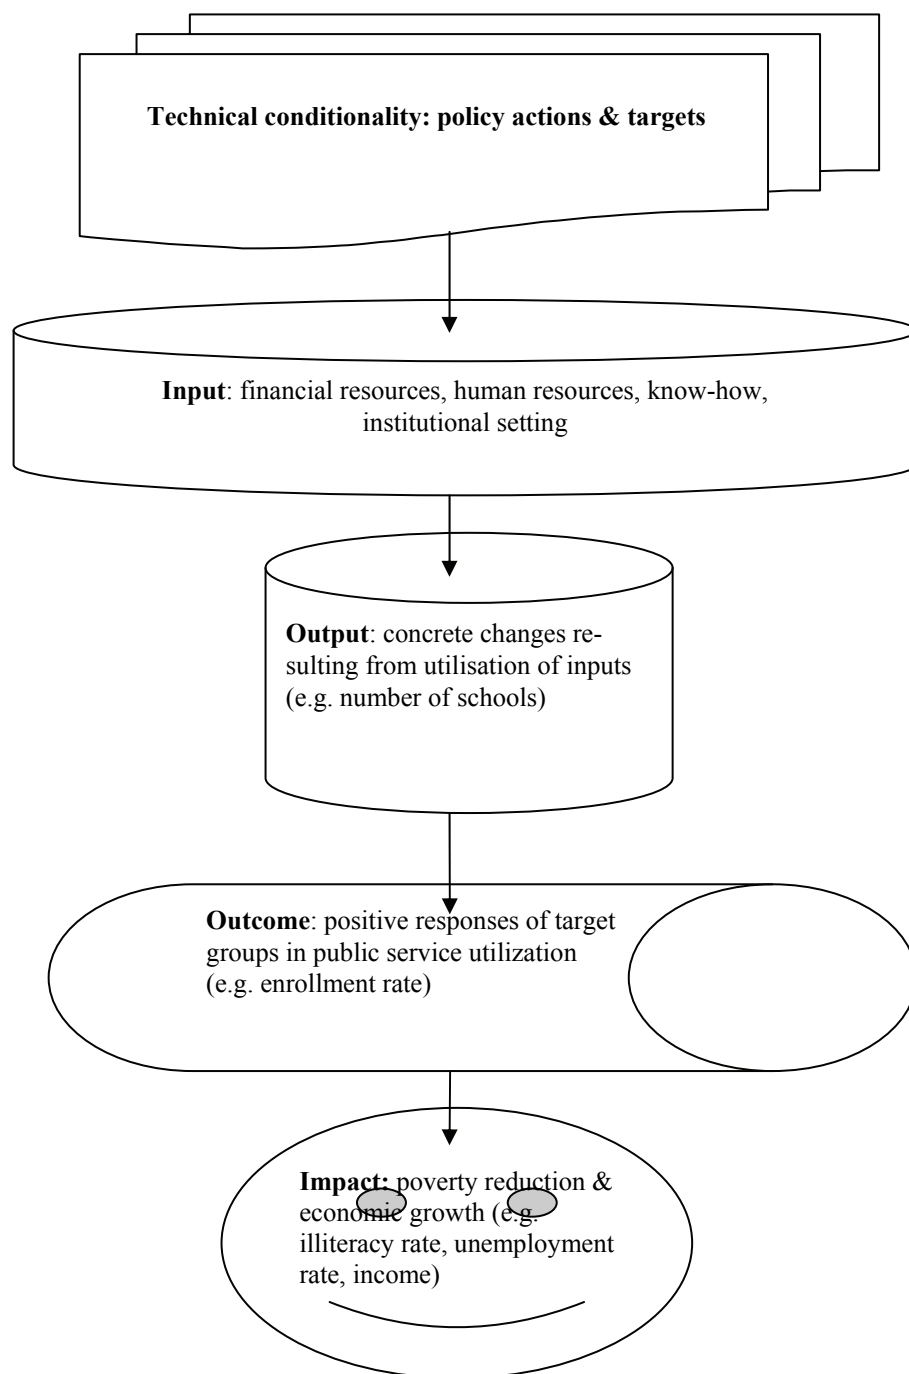 Technical conditionality: policy actions & targets
Input: financial resources, human resources, know-how,
institutional setting
Output: concrete changes re-
sulting from utilisation of inputs
(e.g. number of schools)
Outcome: positive responses of target
groups in public service utilization
(e.g. enrollment rate)
Impact: poverty reduction &
economic growth (e.g.
illiteracy rate, unemployment
rate, income)